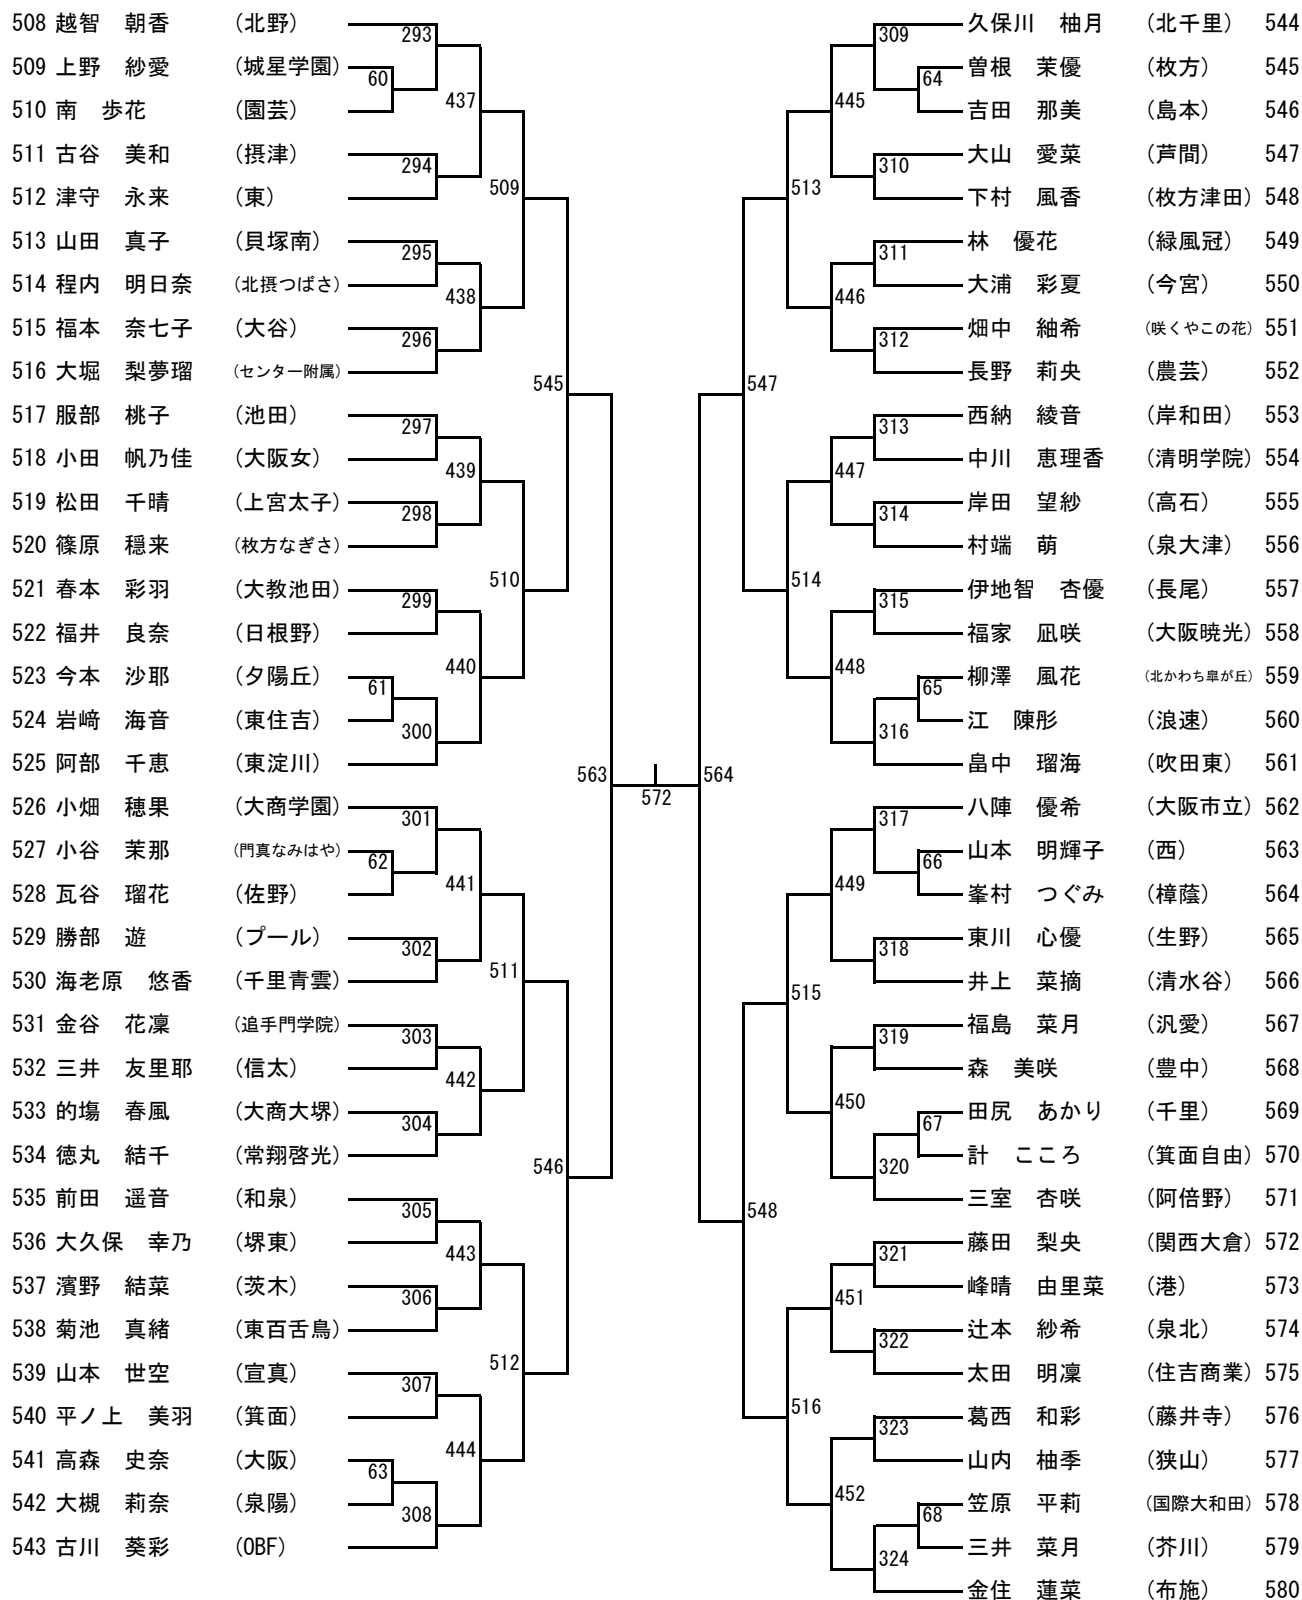 508 越智　朝香 (北野)
509 上野　紗愛 (城星学園)
510 南　歩花 (園芸)
511 古谷　美和 (摂津)
512 津守　永来 (東)
513 山田　真子 (貝塚南)
514 程内　明日奈 (北摂つばさ)
515 福本　奈七子 (大谷)
516 大堀　梨夢瑠 (センター附属)
517 服部　桃子 (池田)
518 小田　帆乃佳 (大阪女)
519 松田　千晴 (上宮太子)
520 篠原　穏来 (枚方なぎさ)
521 春本　彩羽 (大教池田)
522 福井　良奈 (日根野)
523 今本　沙耶 (夕陽丘)
524 岩﨑　海音 (東住吉)
525 阿部　千恵 (東淀川)
526 小畑　穂果 (大商学園)
527 小谷　茉那 (門真なみはや)
528 瓦谷　瑠花 (佐野)
529 勝部　遊 (プール)
530 海老原　悠香 (千里青雲)
531 金谷　花凜 (追手門学院)
532 三井　友里耶 (信太)
533 的場　春風 (大商大堺)
534 徳丸　結千 (常翔啓光)
535 前田　遥音 (和泉)
536 大久保　幸乃 (堺東)
537 濱野　結菜 (茨木)
538 菊池　真緒 (東百舌鳥)
539 山本　世空 (宣真)
540 平ノ上　美羽 (箕面)
541 高森　史奈 (大阪)
542 大槻　莉奈 (泉陽)
543 古川　葵彩 (OBF)
293
60
437
294
509
295
438
296
545
297
439
298
510
299
440
61
300
563
301
62
441
302
511
303
442
304
546
305
443
306
512
307
444
63
308
572
564
309
64
445
310
513
311
446
312
547
313
447
314
514
315
448
65
316
317
66
449
318
515
319
450
67
320
548
321
451
322
516
323
452
68
324
久保川　柚月 (北千里) 544
曽根　茉優 (枚方) 545
吉田　那美 (島本) 546
大山　愛菜 (芦間) 547
下村　風香 (枚方津田) 548
林　優花 (緑風冠) 549
大浦　彩夏 (今宮) 550
畑中　紬希 (咲くやこの花) 551
長野　莉央 (農芸) 552
西納　綾音 (岸和田) 553
中川　恵理香 (清明学院) 554
岸田　望紗 (高石) 555
村端　萌 (泉大津) 556
伊地智　杏優 (長尾) 557
福家　凪咲 (大阪暁光) 558
柳澤　風花 (北かわち皐が丘) 559
江　陳彤 (浪速) 560
畠中　瑠海 (吹田東) 561
八陣　優希 (大阪市立) 562
山本　明輝子 (西) 563
峯村　つぐみ (樟蔭) 564
東川　心優 (生野) 565
井上　菜摘 (清水谷) 566
福島　菜月 (汎愛) 567
森　美咲 (豊中) 568
田尻　あかり (千里) 569
計　こころ (箕面自由) 570
三室　杏咲 (阿倍野) 571
藤田　梨央 (関西大倉) 572
峰晴　由里菜 (港) 573
辻本　紗希 (泉北) 574
太田　明凜 (住吉商業) 575
葛西　和彩 (藤井寺) 576
山内　柚季 (狭山) 577
笠原　平莉 (国際大和田) 578
三井　菜月 (芥川) 579
金住　蓮菜 (布施) 580